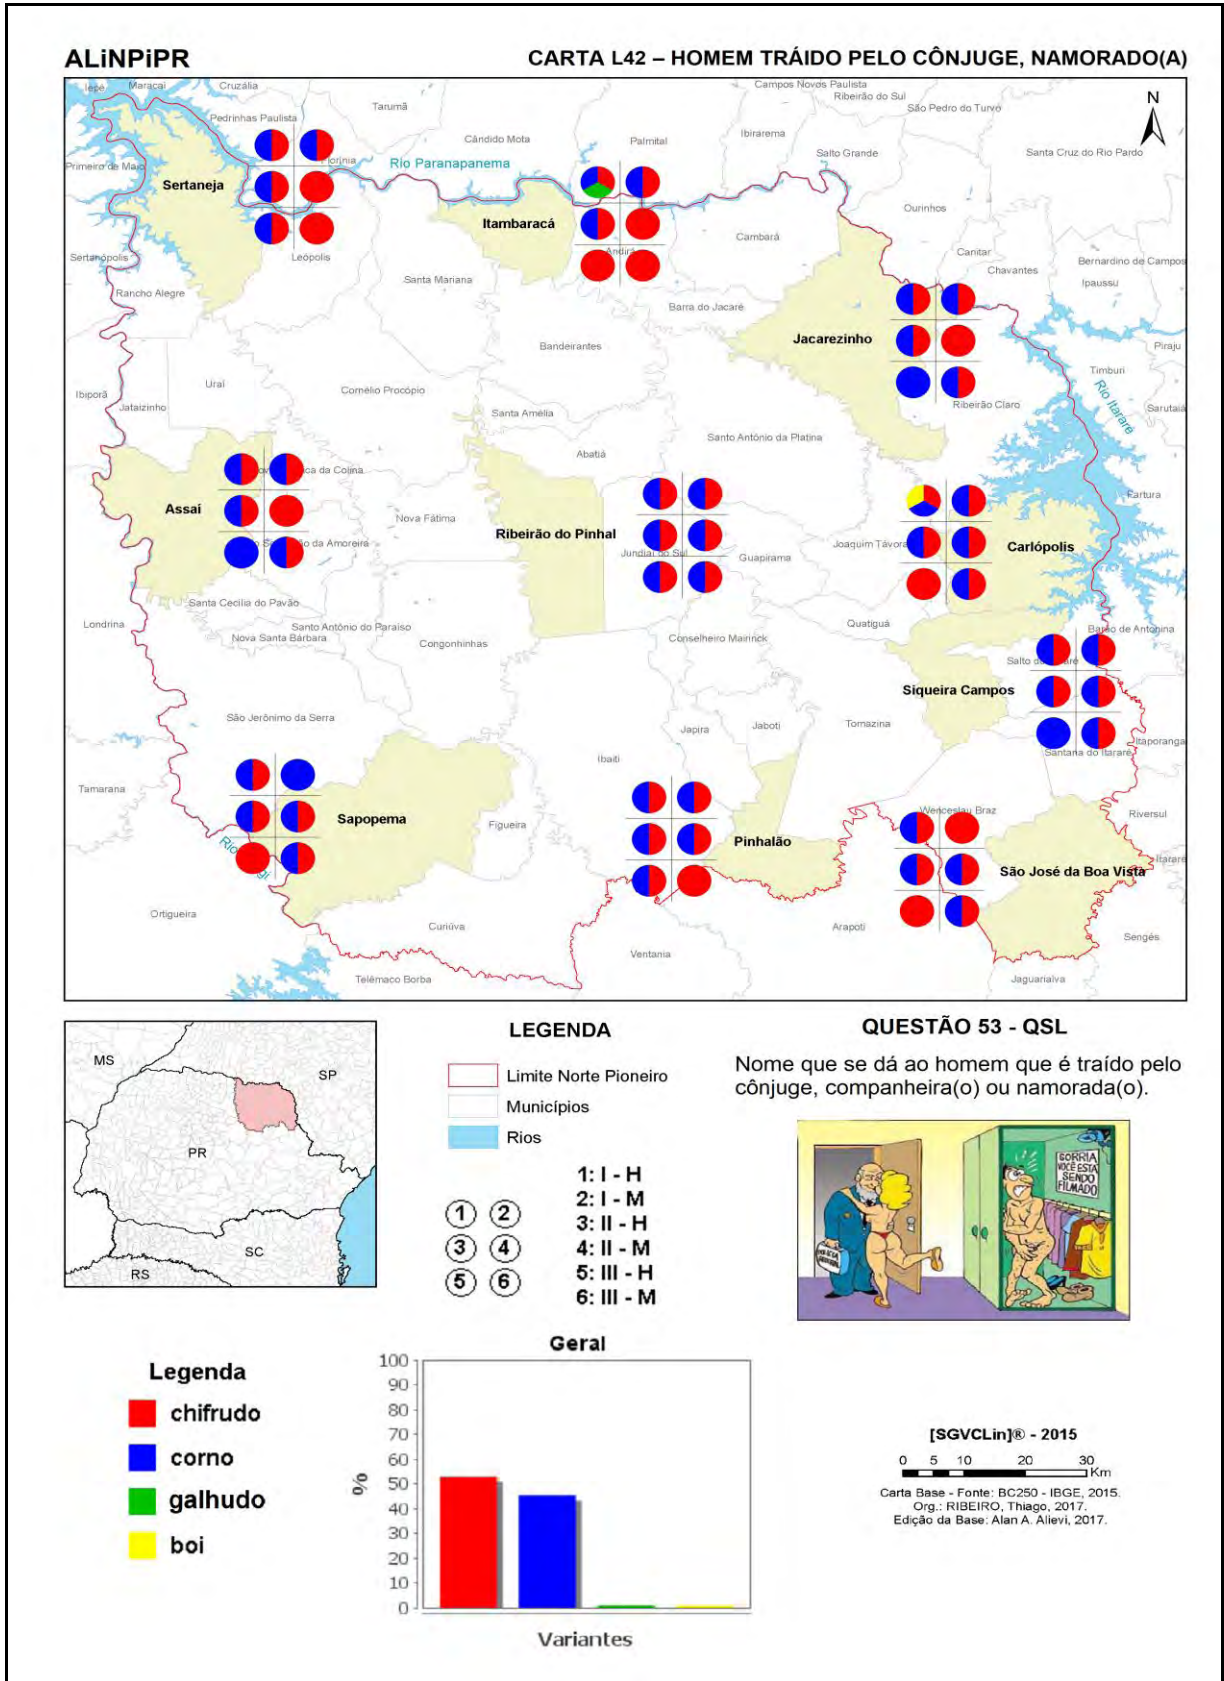 ALiNPiPR
CARTA L42 – HOMEM TRÁIDO PELO CÔNJUGE, NAMORADO(A)
Iepê
Maracaí
Cruzália
Tarumã
Pedrinhas Paulista
Cândido Mota
Campos Novos Paulista
Ribeirão do Sul
São Pedro do Turvo
N
Palmital
Ibirarema
Salto Grande
Santa Cruz do Rio Pardo
Primeiro de Maio
Florínia
Rio Paranapanema
Sertaneja
Itambaracá
Ourinhos
Cambará
Canitar
Chavantes
Bernardino de Campos
Ipaussu
Sertanópolis
Leópolis
Andirá
Rancho Alegre
Santa Mariana
Barra do Jacaré
Jacarezinho
Bandeirantes
Piraju
Timburi
Rio Itararé
Sarutaiá
Ibiporã
Jataizinho
Uraí
Cornélio Procópio
Santa Amélia
Ribeirão Claro
Santo Antônio da Platina
Abatiá
Assaí
Nova Fátima
Ribeirão do Pinhal
Jundiaí do Sul
Guapirama
Joaquim Távora
Carlópolis
Fartura
Santa Cecília do Pavão
Nova Santa Bárbara
Santo Antônio do Paraíso
Congonhinhas
Londrina
Conselheiro Mairinck
Quatiguá
Barão de Antonina
Siqueira Campos
São Jerônimo da Serra
Japira
Jaboti
Tomazina
Santana do Itararé
Itaporanga
Ibaiti
Tamarana
Sapopema
Figueira
Pinhalão
Wenceslau Braz
Riversul
Itararé
São José da Boa Vista
Ortigueira
Curiúva
Ventania
Arapoti
Sengés
Telêmaco Borba
Jaguariaíva
MS
SP
PR
SC
RS
LEGENDA
Limite Norte Pioneiro
Municípios
Rios
1 2
3 4
5 6
1: I - H
2: I - M
3: II - H
4: II - M
5: III - H
6: III - M
QUESTÃO 53 - QSL
Nome que se dá ao homem que é traído pelo
cônjuge, companheira(o) ou namorada(o).
SORRIA
VOCÊ ESTÁ
SENDO
FILMADO
Legenda
chifrudo
corno
galhudo
boi
Geral
100
90
80
70
60
50
40
30
20
10
0
%
Variantes
[SGVCLin]® - 2015
0 5 10 20 30
Km
Carta Base - Fonte: BC250 - IBGE, 2015.
Org.: RIBEIRO, Thiago, 2017.
Edição da Base: Alan A. Alievi, 2017.